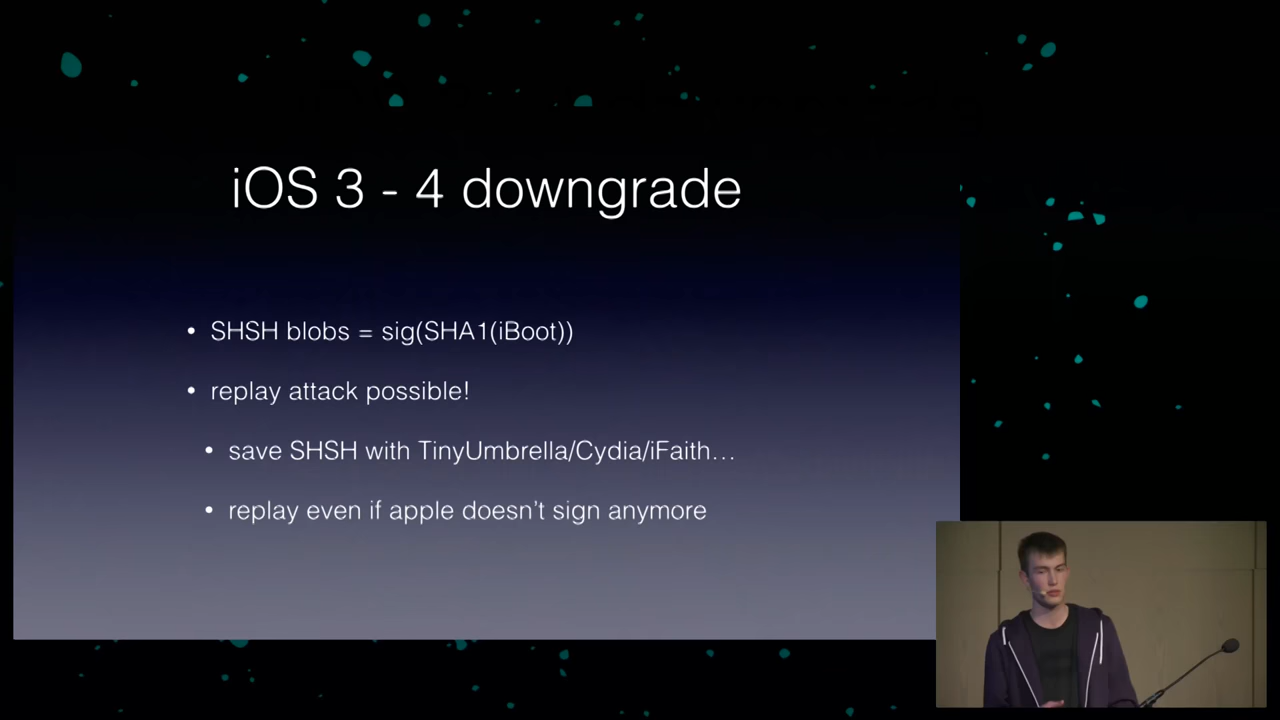 iOS 3 - 4 downgrade
• SHSH blobs = sig(SHA1(iBoot))
• replay attack possible!
• save SHSH with TinyUmbrella/Cydia/iFaith…
• replay even if apple doesn’t sign anymore